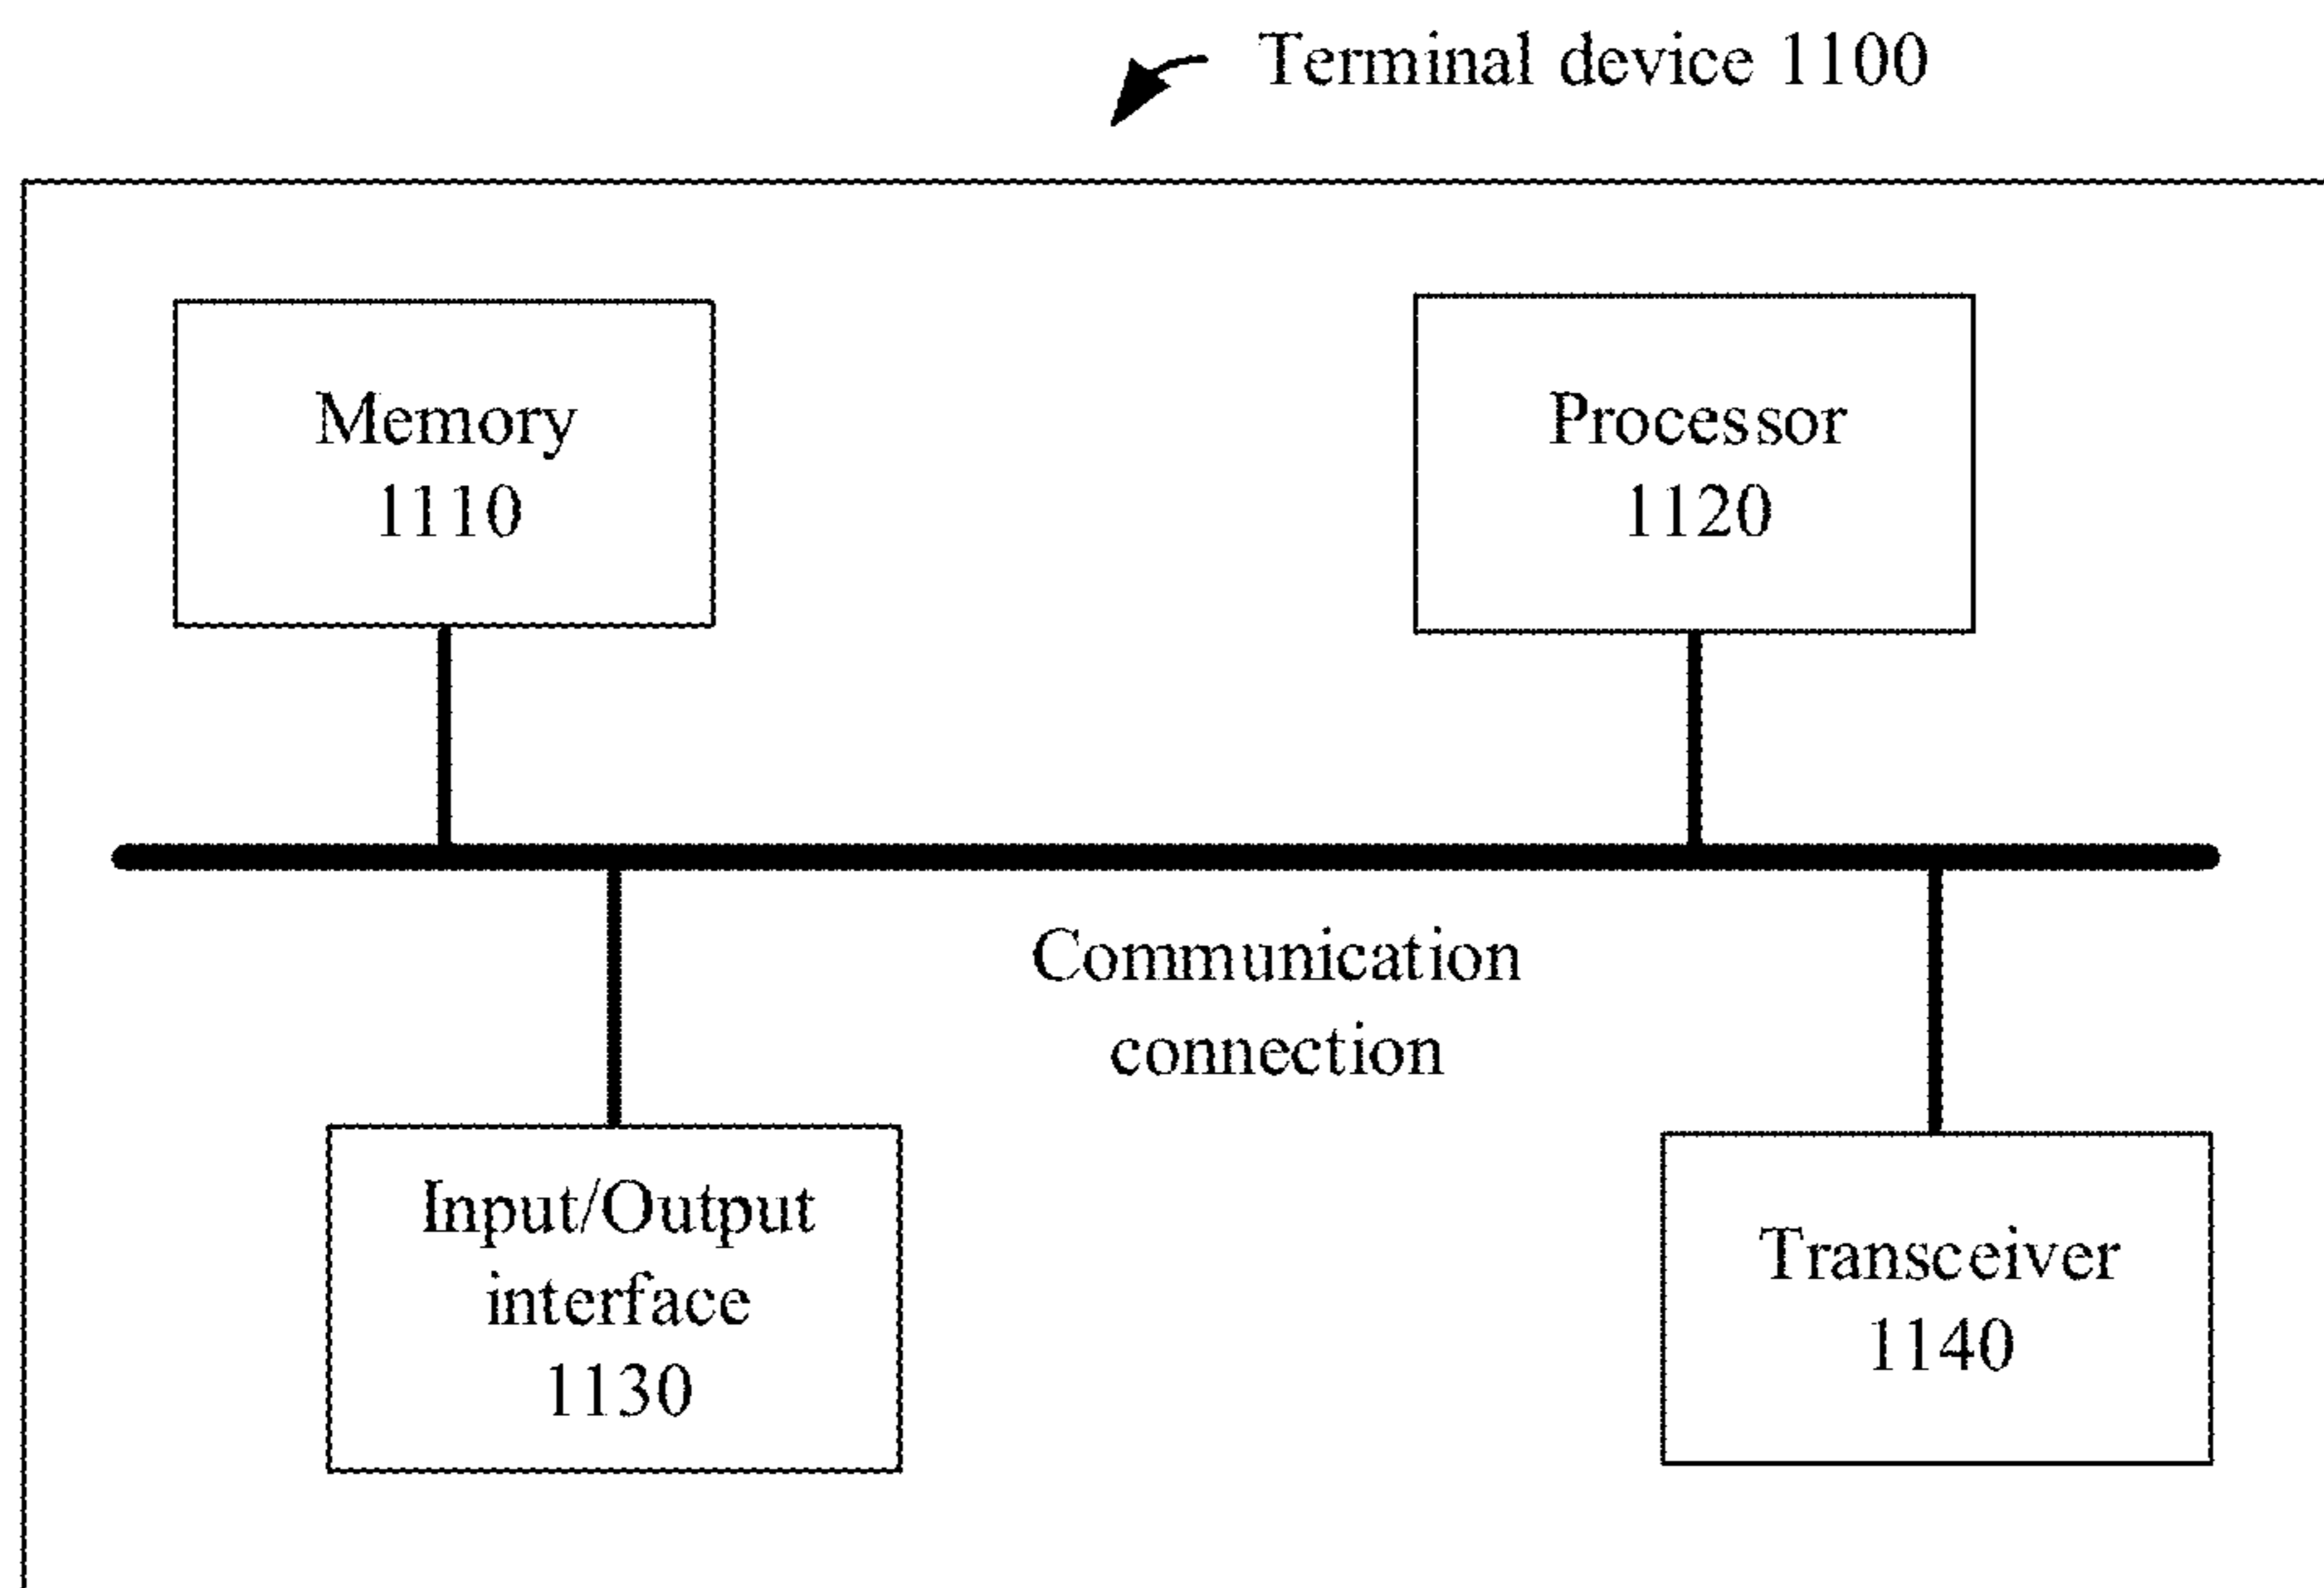 Terminal device 1100
Memory
1110
Processor
1120
Communication
connection
Input/Output
interface
1130
Transceiver
1140